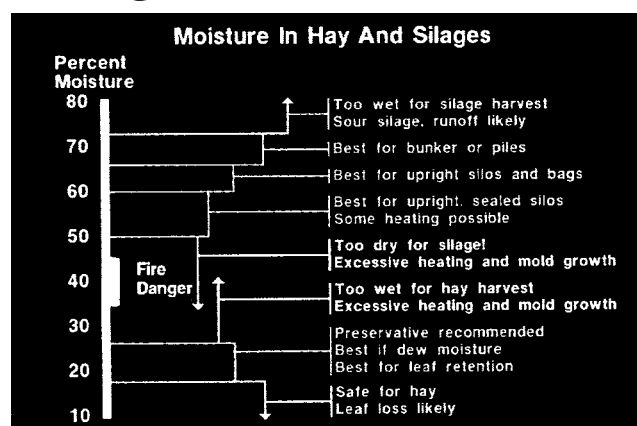 Moisture In Hay And Silages
Percent
Moisture
80
Too wet for silage harvest
Sour silage, runoff likely
70
Best for bunker or piles
Best for upright silos and bags
60
Best for upright, sealed silos
Some heating possible
50
Too dry for silage!
Excessive heating and mold growth
Fire
Danger
40
Too wet for hay harvest
Excessive heating and mold growth
30
Preservative recommended
Best if dew moisture
Best for leaf retention
20
Safe for hay
Leaf loss likely
10